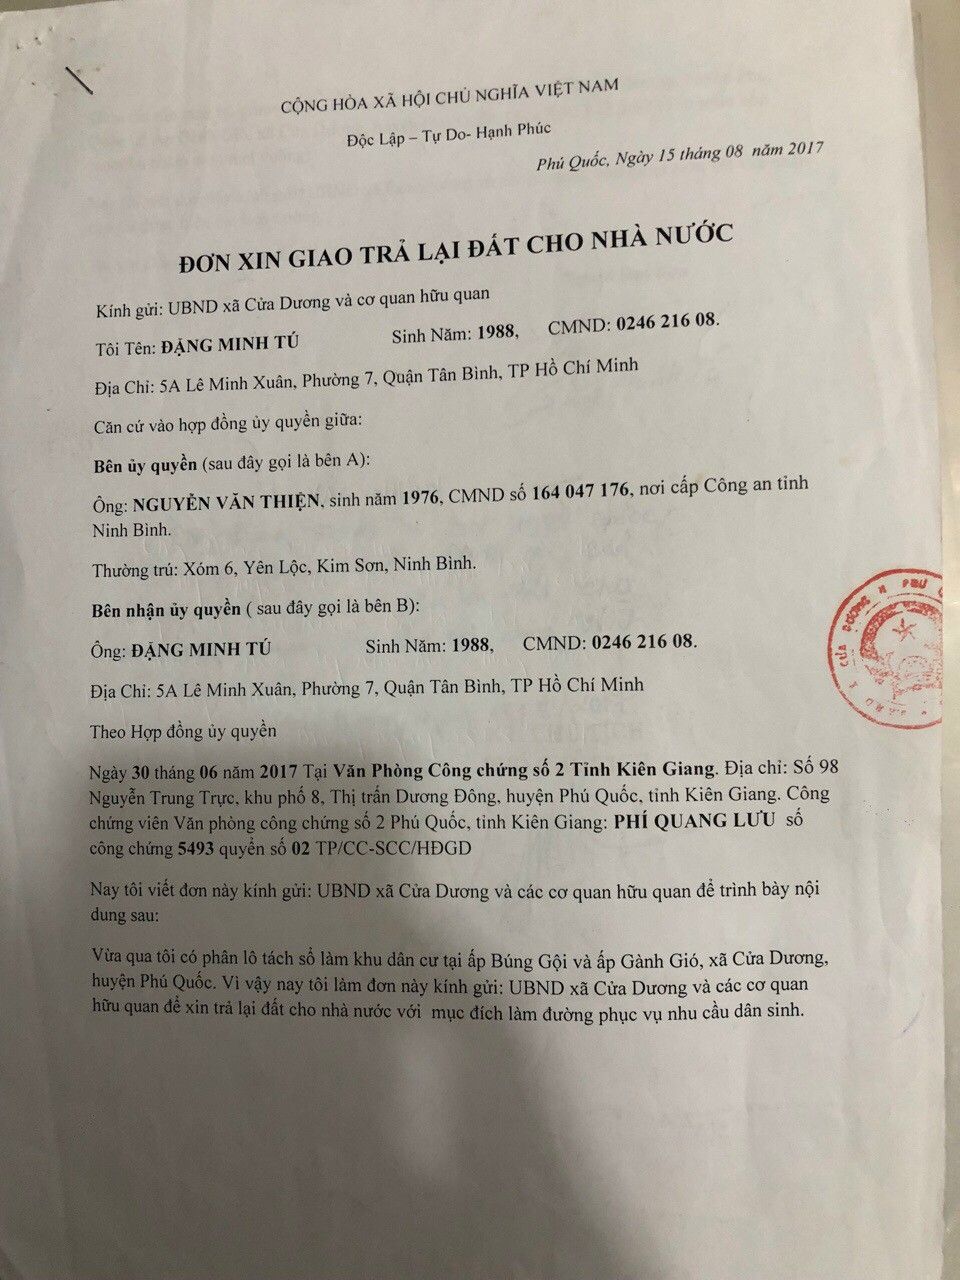 CỘNG HÒA XÃ HỘI CHỦ NGHĨA VIỆT NAM
Độc Lập – Tự Do- Hạnh Phúc
Phú Quốc, Ngày 15 tháng 08 năm 2017
ĐƠN XIN GIAO TRẢ LẠI ĐẤT CHO NHÀ NƯỚC
Kính gửi: UBND xã Cửa Dương và cơ quan hữu quan
Tôi Tên: ĐẶNG MINH TÚ Sinh Năm: 1988, CMND: 0246 216 08.
Địa Chỉ: 5A Lê Minh Xuân, Phường 7, Quận Tân Bình, TP Hồ Chí Minh
Căn cứ vào hợp đồng ủy quyền giữa:
Bên ủy quyền (sau đây gọi là bên A):
Ông: NGUYỄN VĂN THIỆN, sinh năm 1976, CMND số 164 047 176, nơi cấp Công an tỉnh
Ninh Bình.
Thường trú: Xóm 6, Yên Lộc, Kim Sơn, Ninh Bình.
Bên nhận ủy quyền ( sau đây gọi là bên B):
Ông: ĐẶNG MINH TÚ Sinh Năm: 1988, CMND: 0246 216 08.
Địa Chỉ: 5A Lê Minh Xuân, Phường 7, Quận Tân Bình, TP Hồ Chí Minh
Theo Hợp đồng ủy quyền
Ngày 30 tháng 06 năm 2017 Tại Văn Phòng Công chứng số 2 Tỉnh Kiên Giang. Địa chỉ: Số 98
Nguyễn Trung Trực, khu phố 8, Thị trấn Dương Đông, huyện Phú Quốc, tỉnh Kiên Giang. Công
chứng viên Văn phòng công chứng số 2 Phú Quốc, tỉnh Kiên Giang: PHÍ QUANG LƯU số
công chứng 5493 quyển số 02 TP/CC-SCC/HĐGD
Nay tôi viết đơn này kính gửi: UBND xã Cửa Dương và các cơ quan hữu quan để trình bày nội
dung sau:
Vừa qua tôi có phân lô tách sổ làm khu dân cư tại ấp Búng Gội và ấp Gành Gió, xã Cửa Dương,
huyện Phú Quốc. Vì vậy nay tôi làm đơn này kính gửi: UBND xã Cửa Dương và các cơ quan
hữu quan để xin trả lại đất cho nhà nước với mục đích làm đường phục vụ nhu cầu dân sinh.
CỬA DƯƠNG H PHÚ